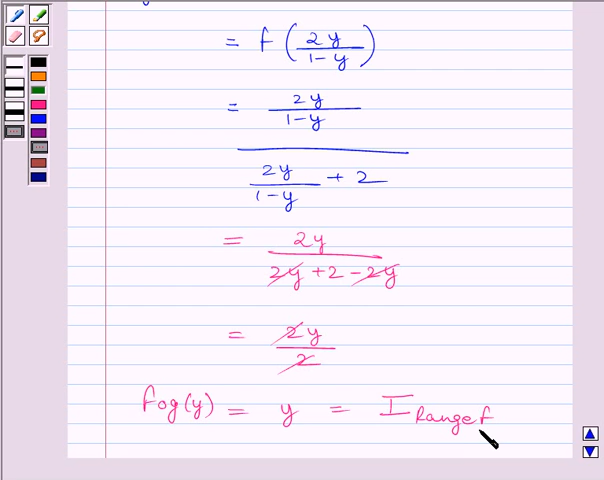 = f(2y/1-y)
= 2y/1-y
2y/1-y + 2
= 2y
2y + 2 - 2y
= 2y
2
fog(y) = y = I Range f